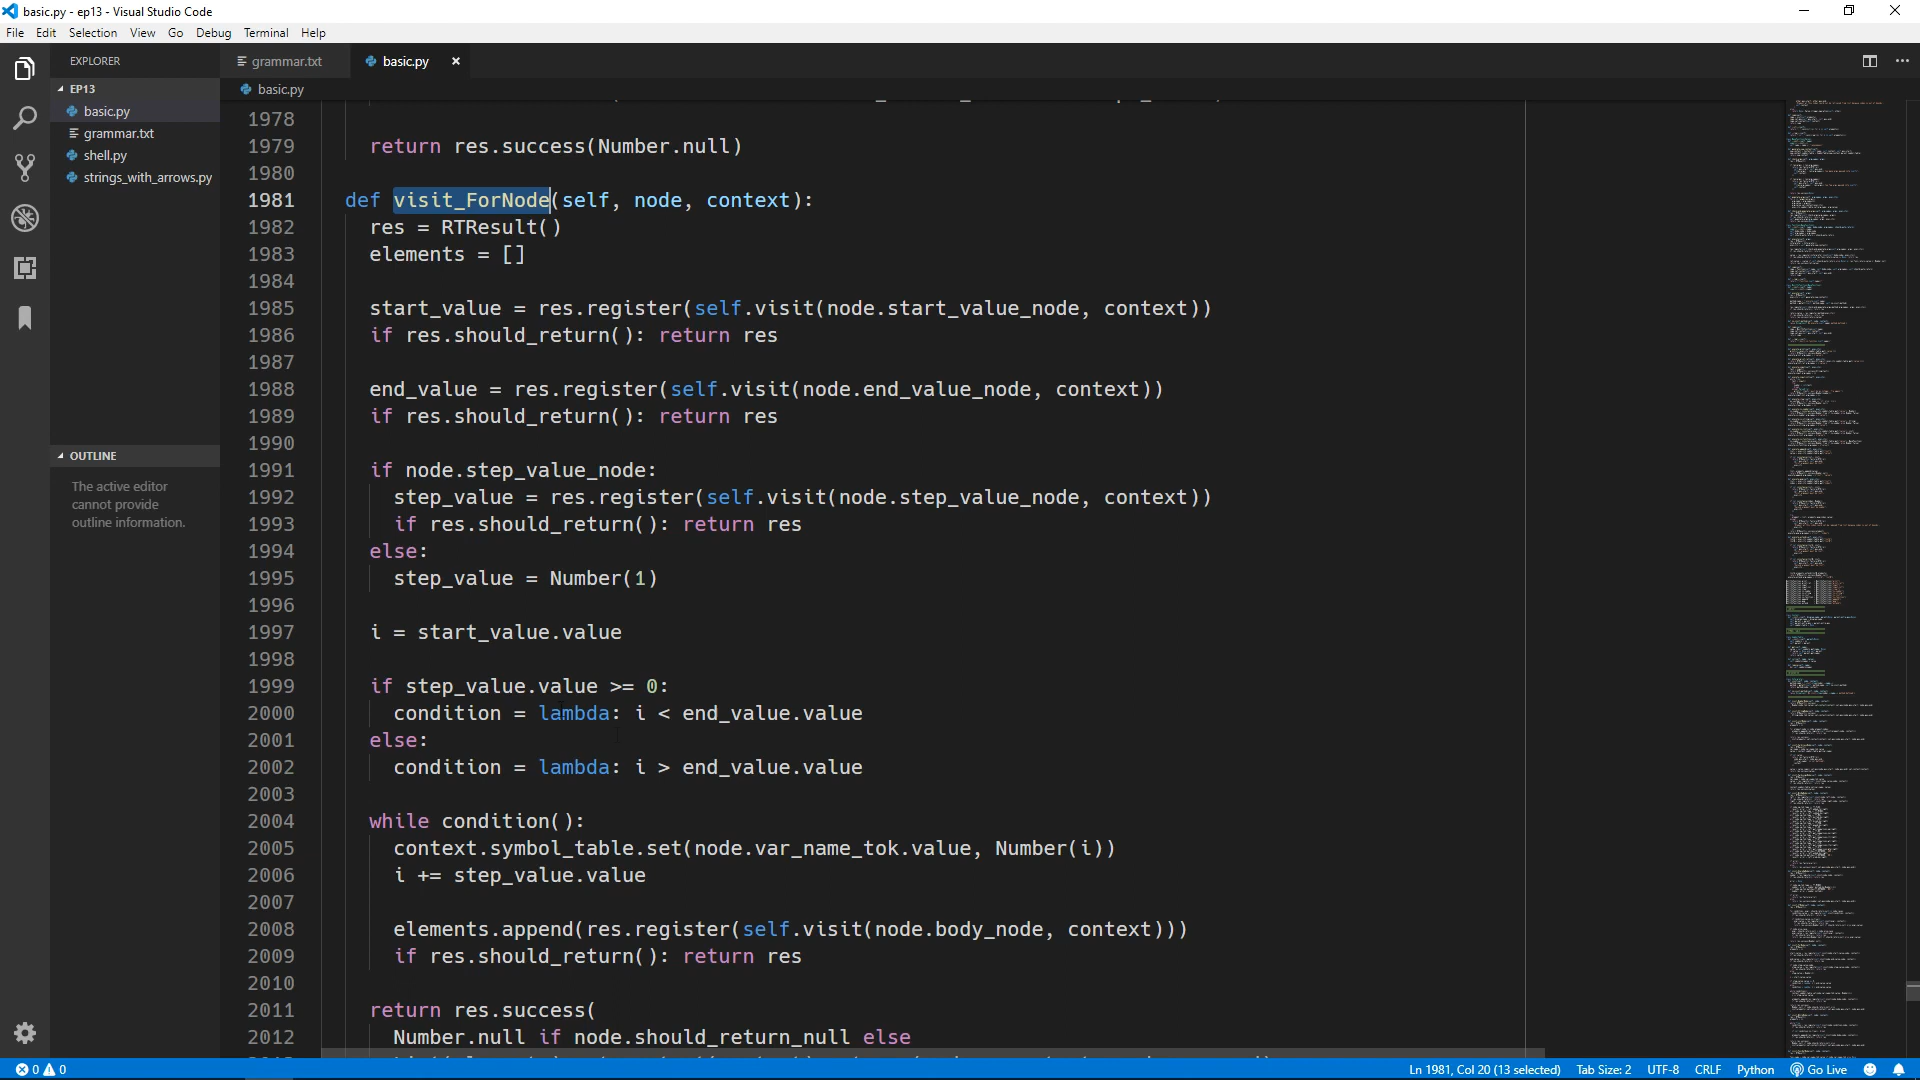 basic.py - ep13 - Visual Studio Code
File Edit Selection View Go Debug Terminal Help
EXPLORER
grammar.txt
basic.py
EP13
basic.py
basic.py
grammar.txt
shell.py
strings_with_arrows.py
OUTLINE
The active editor
cannot provide
outline information.
1978
1979 return res.success(Number.null)
1980
1981 def visit_ForNode(self, node, context):
1982 res = RTResult()
1983 elements = []
1984
1985 start_value = res.register(self.visit(node.start_value_node, context))
1986 if res.should_return(): return res
1987
1988 end_value = res.register(self.visit(node.end_value_node, context))
1989 if res.should_return(): return res
1990
1991 if node.step_value_node:
1992 step_value = res.register(self.visit(node.step_value_node, context))
1993 if res.should_return(): return res
1994 else:
1995 step_value = Number(1)
1996
1997 i = start_value.value
1998
1999 if step_value.value >= 0:
2000 condition = lambda: i < end_value.value
2001 else:
2002 condition = lambda: i > end_value.value
2003
2004 while condition():
2005 context.symbol_table.set(node.var_name_tok.value, Number(i))
2006 i += step_value.value
2007
2008 elements.append(res.register(self.visit(node.body_node, context)))
2009 if res.should_return(): return res
2010
2011 return res.success(
2012 Number.null if node.should_return_null else
0 0
Ln 1981, Col 20 (13 selected) Tab Size: 2 UTF-8 CRLF Python Go Live